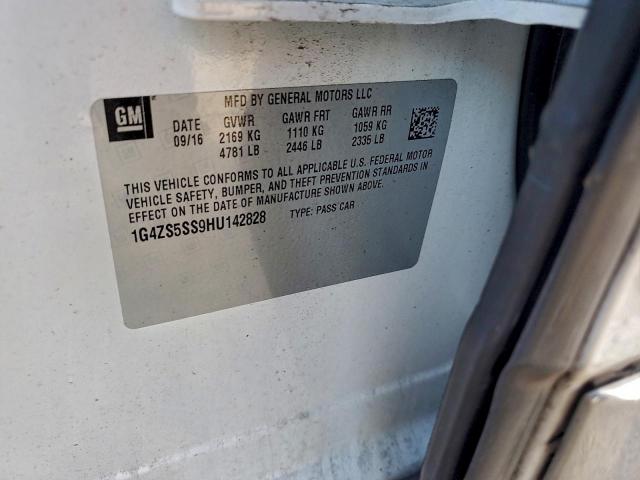 GM
MFD BY GENERAL MOTORS LLC
DATE GVWR GAWR FRT GAWR RR
09/16 2169 KG 1110 KG 1059 KG
4781 LB 2446 LB 2335 LB
THIS VEHICLE CONFORMS TO ALL APPLICABLE U.S. FEDERAL MOTOR
VEHICLE SAFETY, BUMPER, AND THEFT PREVENTION STANDARDS IN
EFFECT ON THE DATE OF MANUFACTURE SHOWN ABOVE.
1G4ZS5SS9HU142828 TYPE: PASS CAR